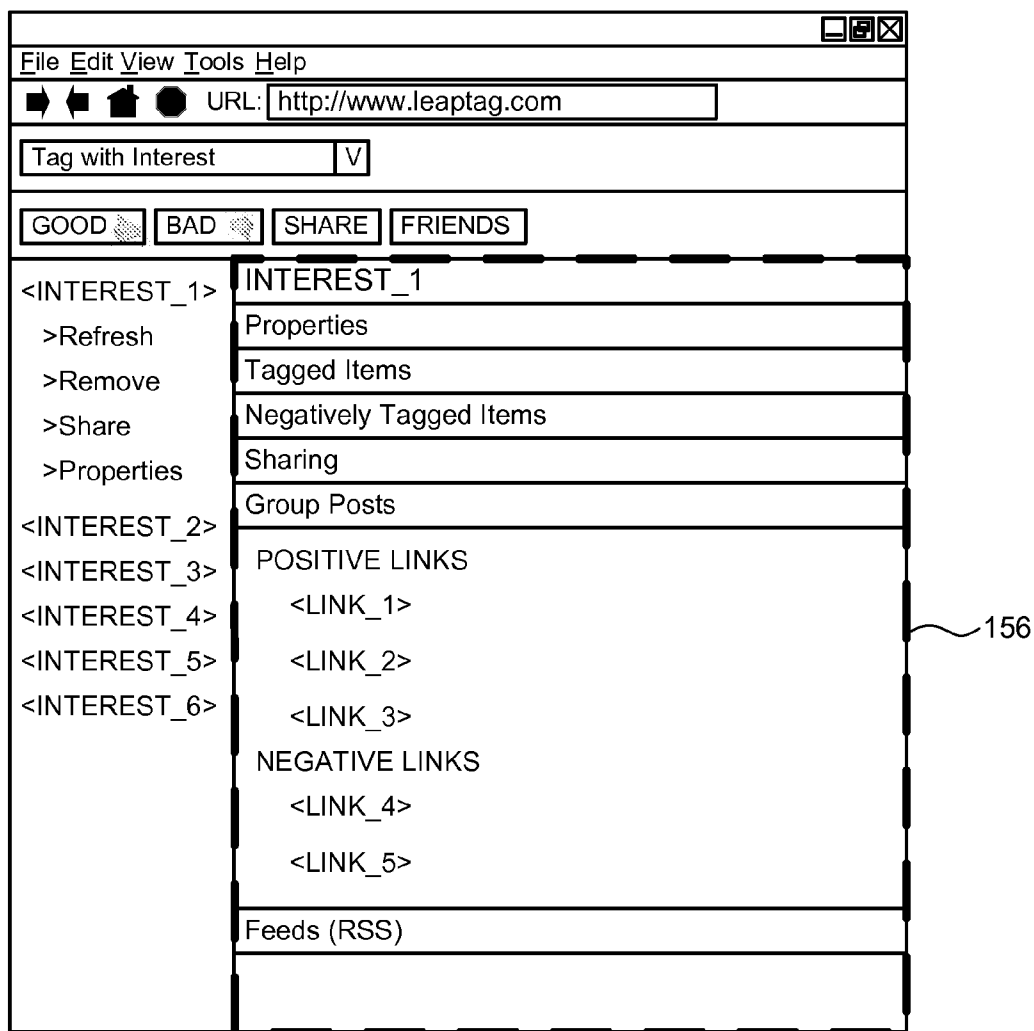 File Edit View Tools Help
URL: http://www.leaptag.com
Tag with Interest V
GOOD BAD SHARE FRIENDS
<INTEREST_1>
>Refresh
>Remove
>Share
>Properties
<INTEREST_2>
<INTEREST_3>
<INTEREST_4>
<INTEREST_5>
<INTEREST_6>
INTEREST_1
Properties
Tagged Items
Negatively Tagged Items
Sharing
Group Posts
POSITIVE LINKS
<LINK_1>
<LINK_2>
<LINK_3>
NEGATIVE LINKS
<LINK_4>
<LINK_5>
Feeds (RSS)
156